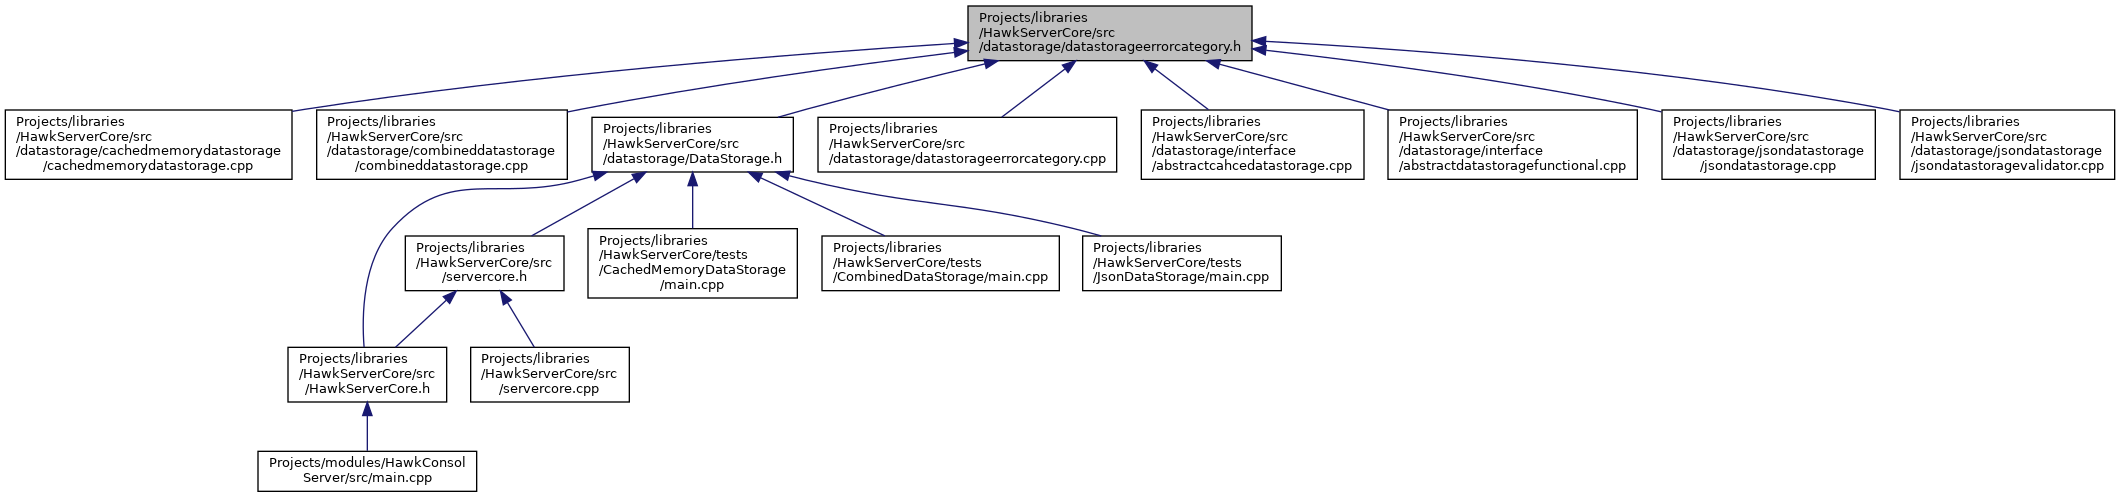 Projects/libraries
/HawkServerCore/src
/datastorage/datastorageerrorcategory.h
Projects/libraries
/HawkServerCore/src
/datastorage/cachedmemorydatastorage
/cachedmemorydatastorage.cpp
Projects/libraries
/HawkServerCore/src
/datastorage/combineddatastorage
/combineddatastorage.cpp
Projects/libraries
/HawkServerCore/src
/datastorage/DataStorage.h
Projects/libraries
/HawkServerCore/src
/datastorage/datastorageerrorcategory.cpp
Projects/libraries
/HawkServerCore/src
/datastorage/interface
/abstractcahcedatastorage.cpp
Projects/libraries
/HawkServerCore/src
/datastorage/interface
/abstractdatastoragefunctional.cpp
Projects/libraries
/HawkServerCore/src
/datastorage/jsondatastorage
/jsondatastorage.cpp
Projects/libraries
/HawkServerCore/src
/datastorage/jsondatastorage
/jsondatastoragevalidator.cpp
Projects/libraries
/HawkServerCore/src
/servercore.h
Projects/libraries
/HawkServerCore/tests
/CachedMemoryDataStorage
/main.cpp
Projects/libraries
/HawkServerCore/tests
/CombinedDataStorage/main.cpp
Projects/libraries
/HawkServerCore/tests
/JsonDataStorage/main.cpp
Projects/libraries
/HawkServerCore/src
/HawkServerCore.h
Projects/libraries
/HawkServerCore/src
/servercore.cpp
Projects/modules/HawkConsol
Server/src/main.cpp